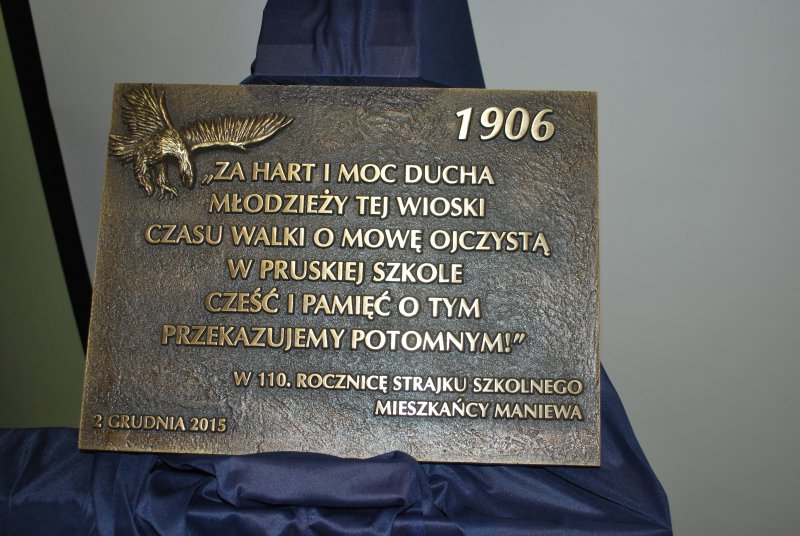 1906
„ZA HART I MOC DUCHA
MŁODZIEŻY TEJ WIOSKI
CZASU WALKI O MOWĘ OJCZYSTĄ
W PRUSKIEJ SZKOLE
CZEŚĆ I PAMIĘĆ O TYM
PRZEKAZUJEMY POTOMNYM!”
W 110. ROCZNICĘ STRAJKU SZKOLNEGO
MIESZKAŃCY MANIEWA
2 GRUDNIA 2015